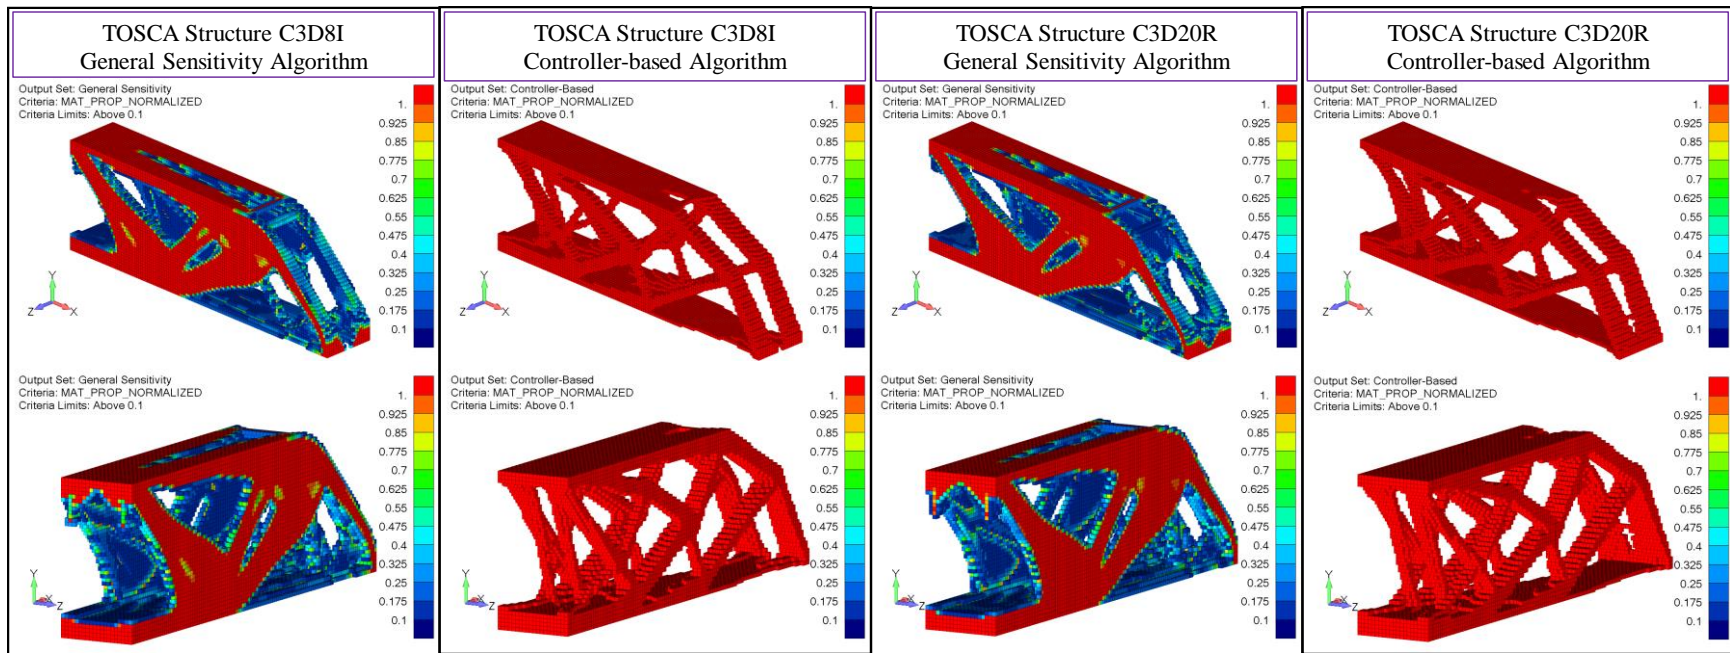 TOSCA Structure C3D8I
General Sensitivity Algorithm
Output Set: General Sensitivity
Criteria: MAT_PROP_NORMALIZED
Criteria Limits: Above 0.1
1.
0.925
0.85
0.775
0.7
0.625
0.55
0.475
0.4
0.325
0.25
0.175
0.1
Y
Z
X
Output Set: General Sensitivity
Criteria: MAT_PROP_NORMALIZED
Criteria Limits: Above 0.1
1.
0.925
0.85
0.775
0.7
0.625
0.55
0.475
0.4
0.325
0.25
0.175
0.1
Y
X
Z
TOSCA Structure C3D8I
Controller-based Algorithm
Output Set: Controller-Based
Criteria: MAT_PROP_NORMALIZED
Criteria Limits: Above 0.1
1.
0.925
0.85
0.775
0.7
0.625
0.55
0.475
0.4
0.325
0.25
0.175
0.1
Y
Z
X
Output Set: Controller-Based
Criteria: MAT_PROP_NORMALIZED
Criteria Limits: Above 0.1
1.
0.925
0.85
0.775
0.7
0.625
0.55
0.475
0.4
0.325
0.25
0.175
0.1
Y
X
Z
TOSCA Structure C3D20R
General Sensitivity Algorithm
Output Set: General Sensitivity
Criteria: MAT_PROP_NORMALIZED
Criteria Limits: Above 0.1
1.
0.925
0.85
0.775
0.7
0.625
0.55
0.475
0.4
0.325
0.25
0.175
0.1
Y
Z
X
Output Set: General Sensitivity
Criteria: MAT_PROP_NORMALIZED
Criteria Limits: Above 0.1
1.
0.925
0.85
0.775
0.7
0.625
0.55
0.475
0.4
0.325
0.25
0.175
0.1
Y
X
Z
TOSCA Structure C3D20R
Controller-based Algorithm
Output Set: Controller-Based
Criteria: MAT_PROP_NORMALIZED
Criteria Limits: Above 0.1
1.
0.925
0.85
0.775
0.7
0.625
0.55
0.475
0.4
0.325
0.25
0.175
0.1
Y
Z
X
Output Set: Controller-Based
Criteria: MAT_PROP_NORMALIZED
Criteria Limits: Above 0.1
1.
0.925
0.85
0.775
0.7
0.625
0.55
0.475
0.4
0.325
0.25
0.175
0.1
Y
X
Z